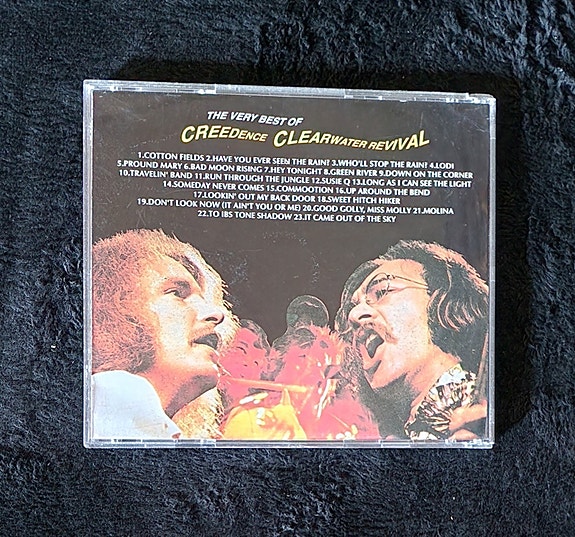 THE VERY BEST OF
CREEDENCE CLEARWATER REVIVAL
1.COTTON FIELDS 2.HAVE YOU EVER SEEN THE RAIN? 3.WHO'LL STOP THE RAIN? 4.LODI
5.PROUND MARY 6.BAD MOON RISING 7.HEY TONIGHT 8.GREEN RIVER 9.DOWN ON THE CORNER
10.TRAVELIN' BAND 11.RUN THROUGH THE JUNGLE 12.SUSIE Q 13.LONG AS I CAN SEE THE LIGHT
14.SOMEDAY NEVER COMES 15.COMMOOTION 16.UP AROUND THE BEND
17.LOOKIN' OUT MY BACK DOOR 18.SWEET HITCH HIKER
19.DON'T LOOK NOW (IT AIN'T YOU OR ME) 20.GOOD GOLLY, MISS MOLLY 21.MOLINA
22.TO IBS TONE SHADOW 23.IT CAME OUT OF THE SKY